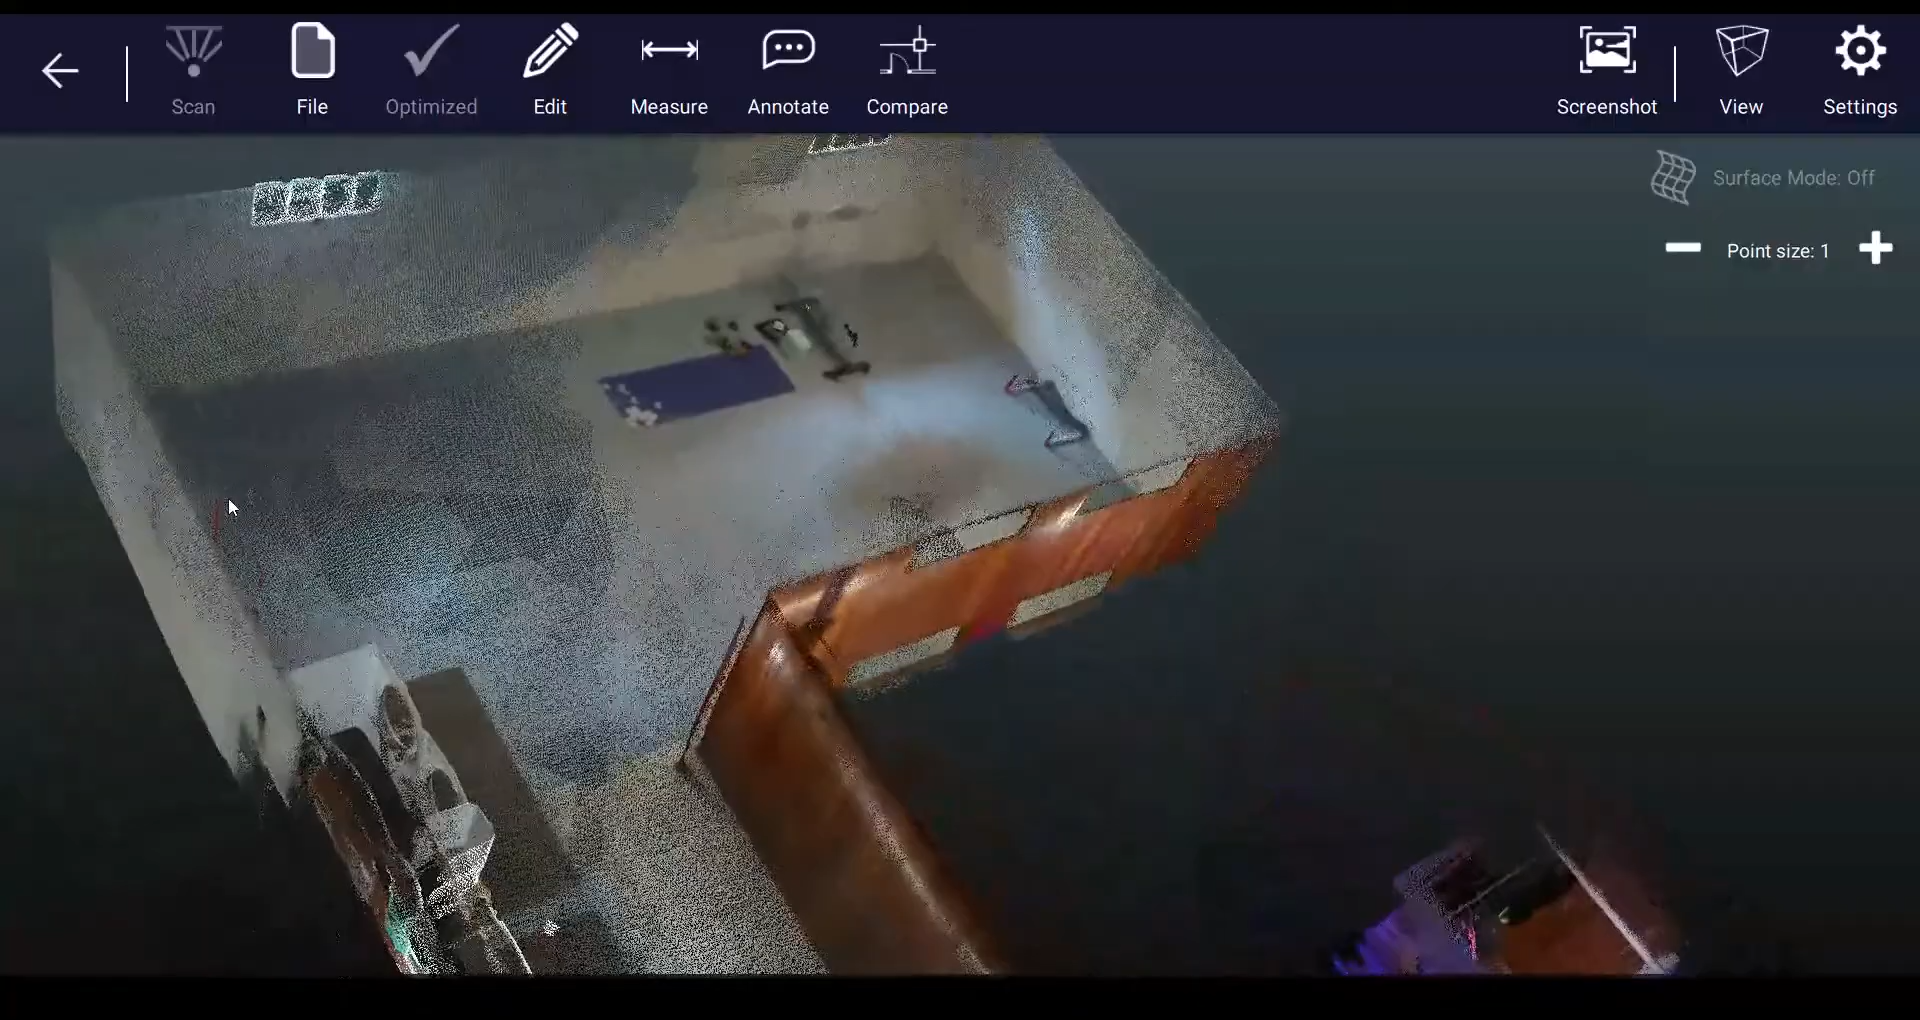 Scan
File
Optimized
Edit
Measure
Annotate
Compare
Screenshot
View
Settings
Surface Mode: Off
Point size: 1